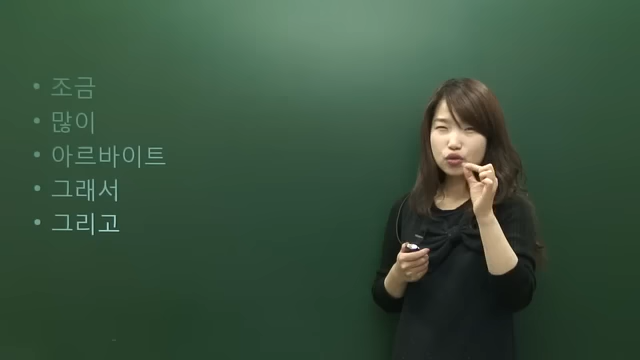 • 조금
• 많이
• 아르바이트
• 그래서
• 그리고